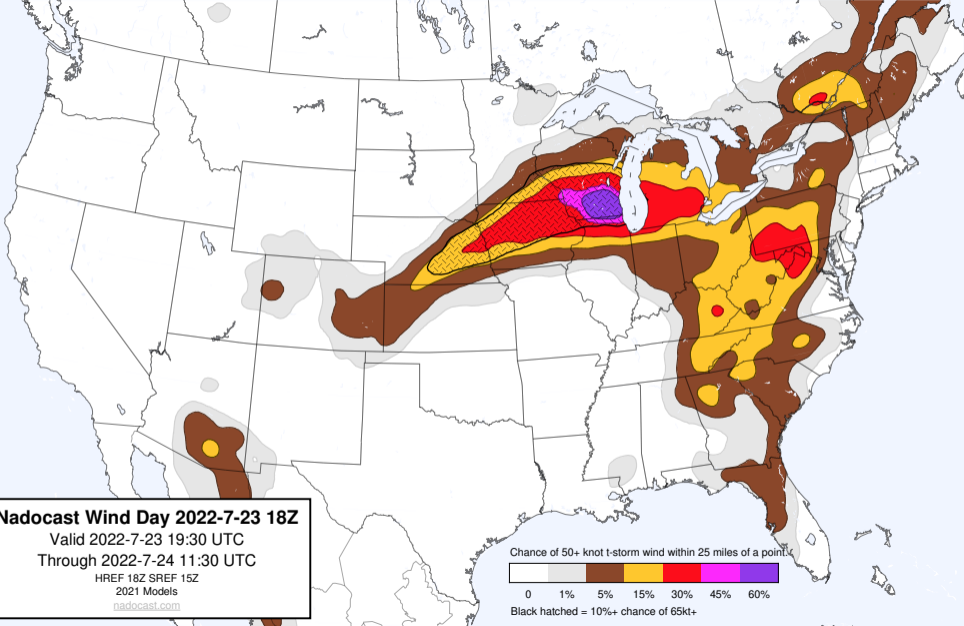 Nadocast Wind Day 2022-7-23 18Z
Valid 2022-7-23 19:30 UTC
Through 2022-7-24 11:30 UTC
HREF 18Z SREF 15Z
2021 Models
nadocast.com
Chance of 50+ knot t-storm wind within 25 miles of a point.
0 1% 5% 15% 30% 45% 60%
Black hatched = 10%+ chance of 65kt+